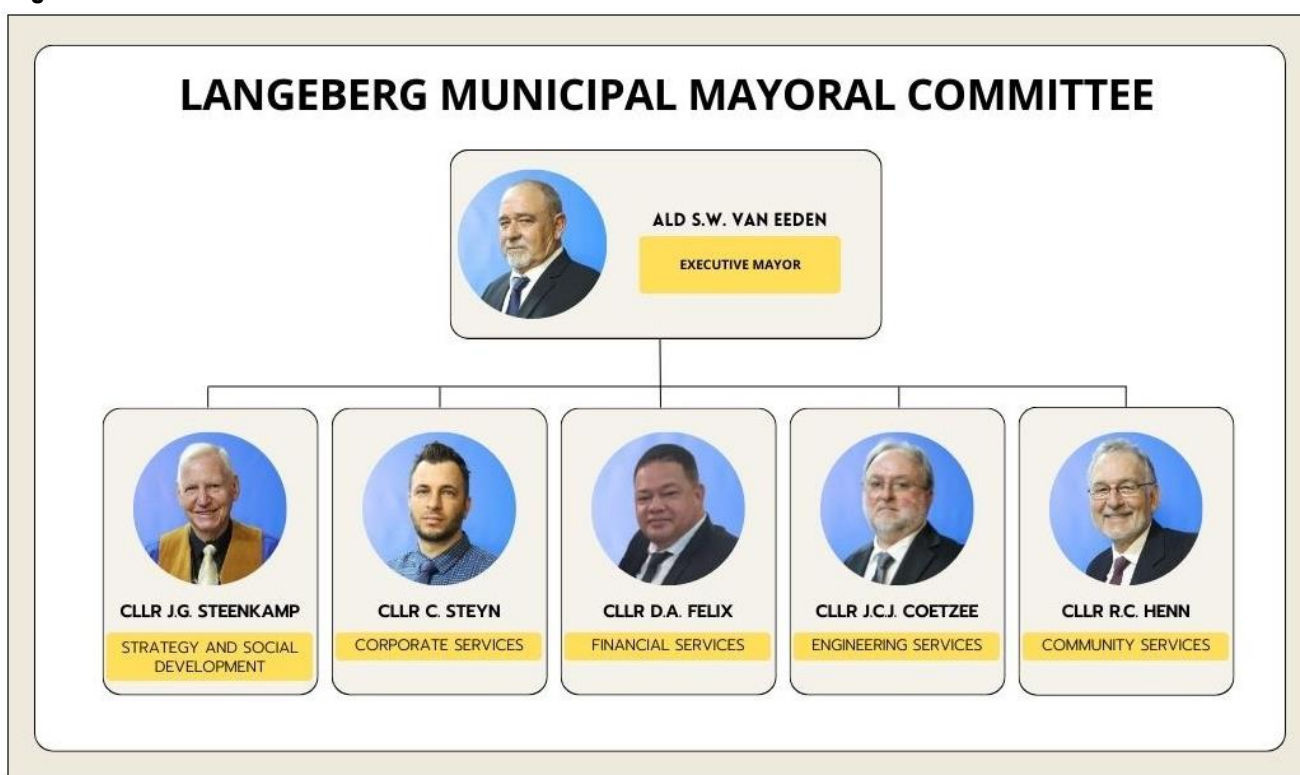 LANGEBERG MUNICIPAL MAYORAL COMMITTEE
ALD S.W. VAN EEDEN
EXECUTIVE MAYOR
CLLR J.G. STEENKAMP
STRATEGY AND SOCIAL
DEVELOPMENT
CLLR C. STEYN
CORPORATE SERVICES
CLLR D.A. FELIX
FINANCIAL SERVICES
CLLR J.C.J. COETZEE
ENGINEERING SERVICES
CLLR R.C. HENN
COMMUNITY SERVICES